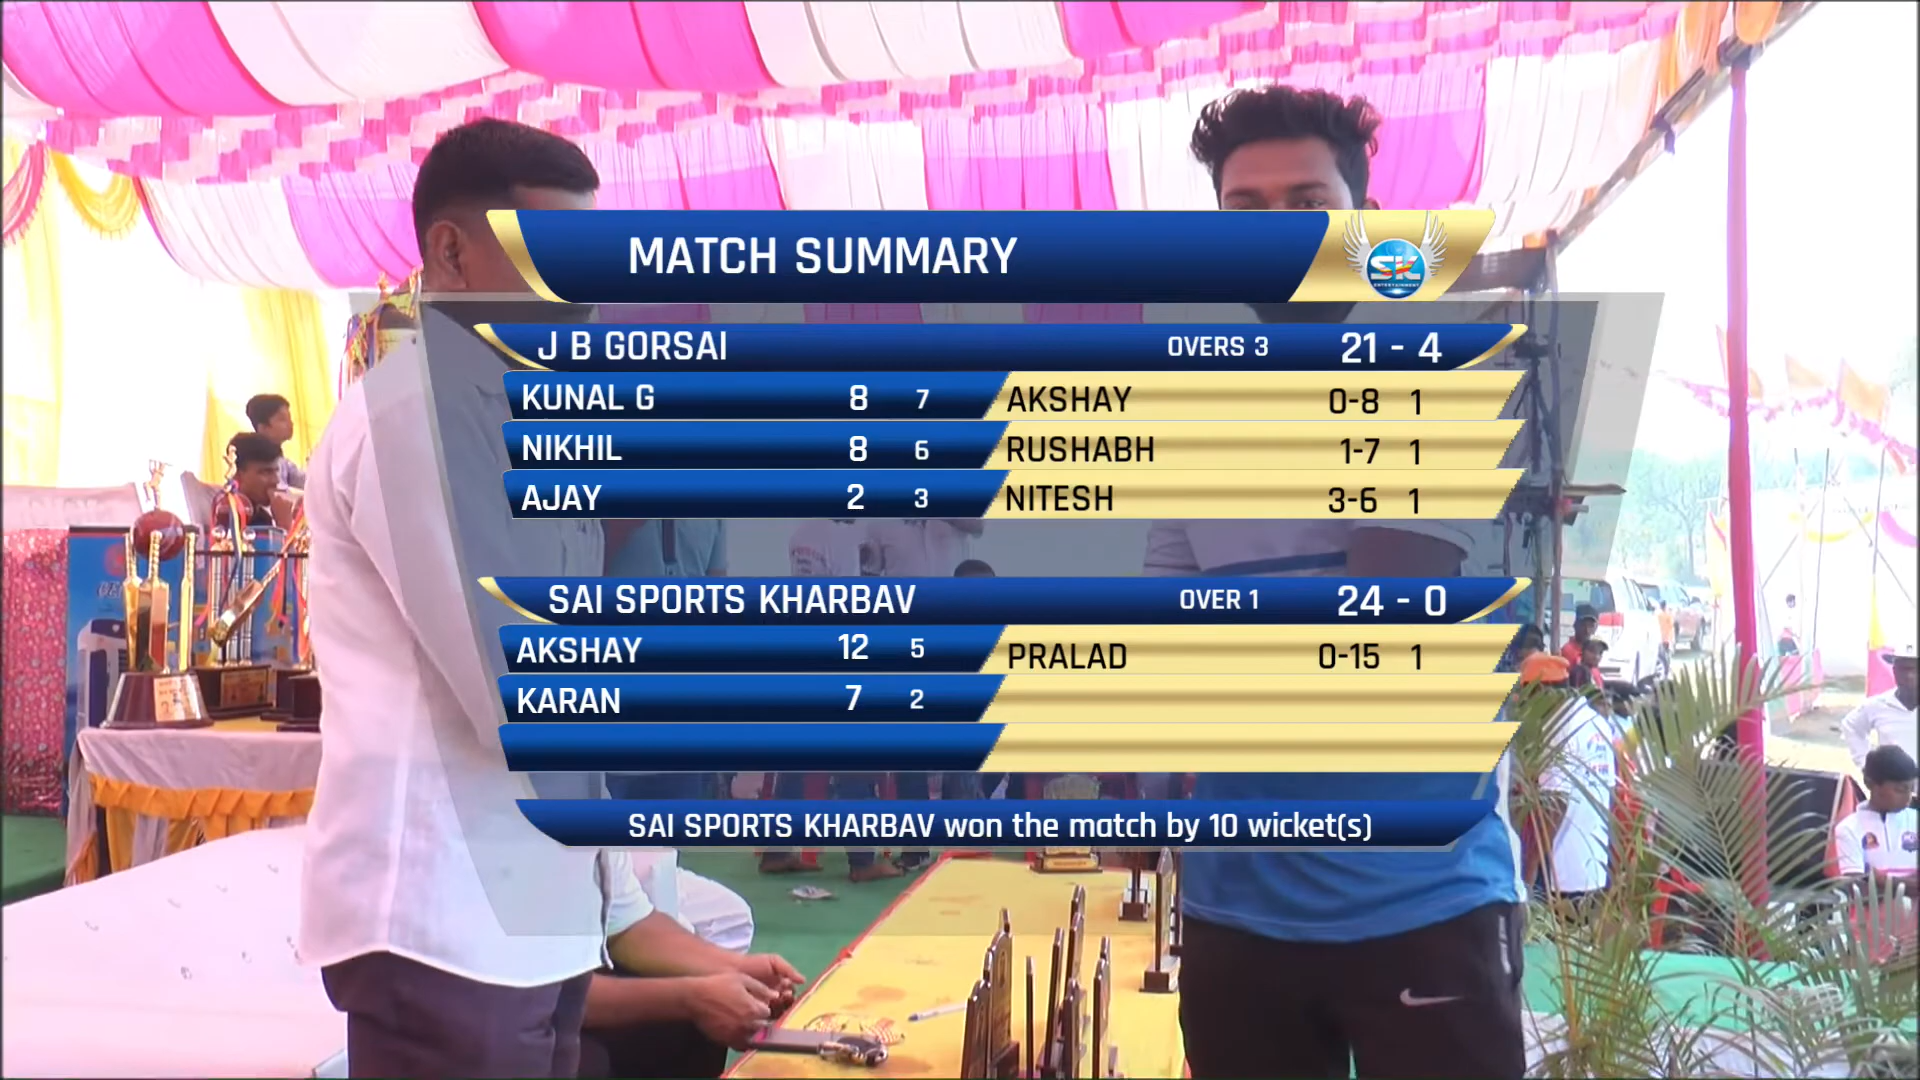 MATCH SUMMARY
SK
ENTERTAINMENT
J B GORSAI OVERS 3 21 - 4
KUNAL G 8 7 AKSHAY 0-8 1
NIKHIL 8 6 RUSHABH 1-7 1
AJAY 2 3 NITESH 3-6 1
SAI SPORTS KHARBAV OVER 1 24 - 0
AKSHAY 12 5 PRALAD 0-15 1
KARAN 7 2
SAI SPORTS KHARBAV won the match by 10 wicket(s)